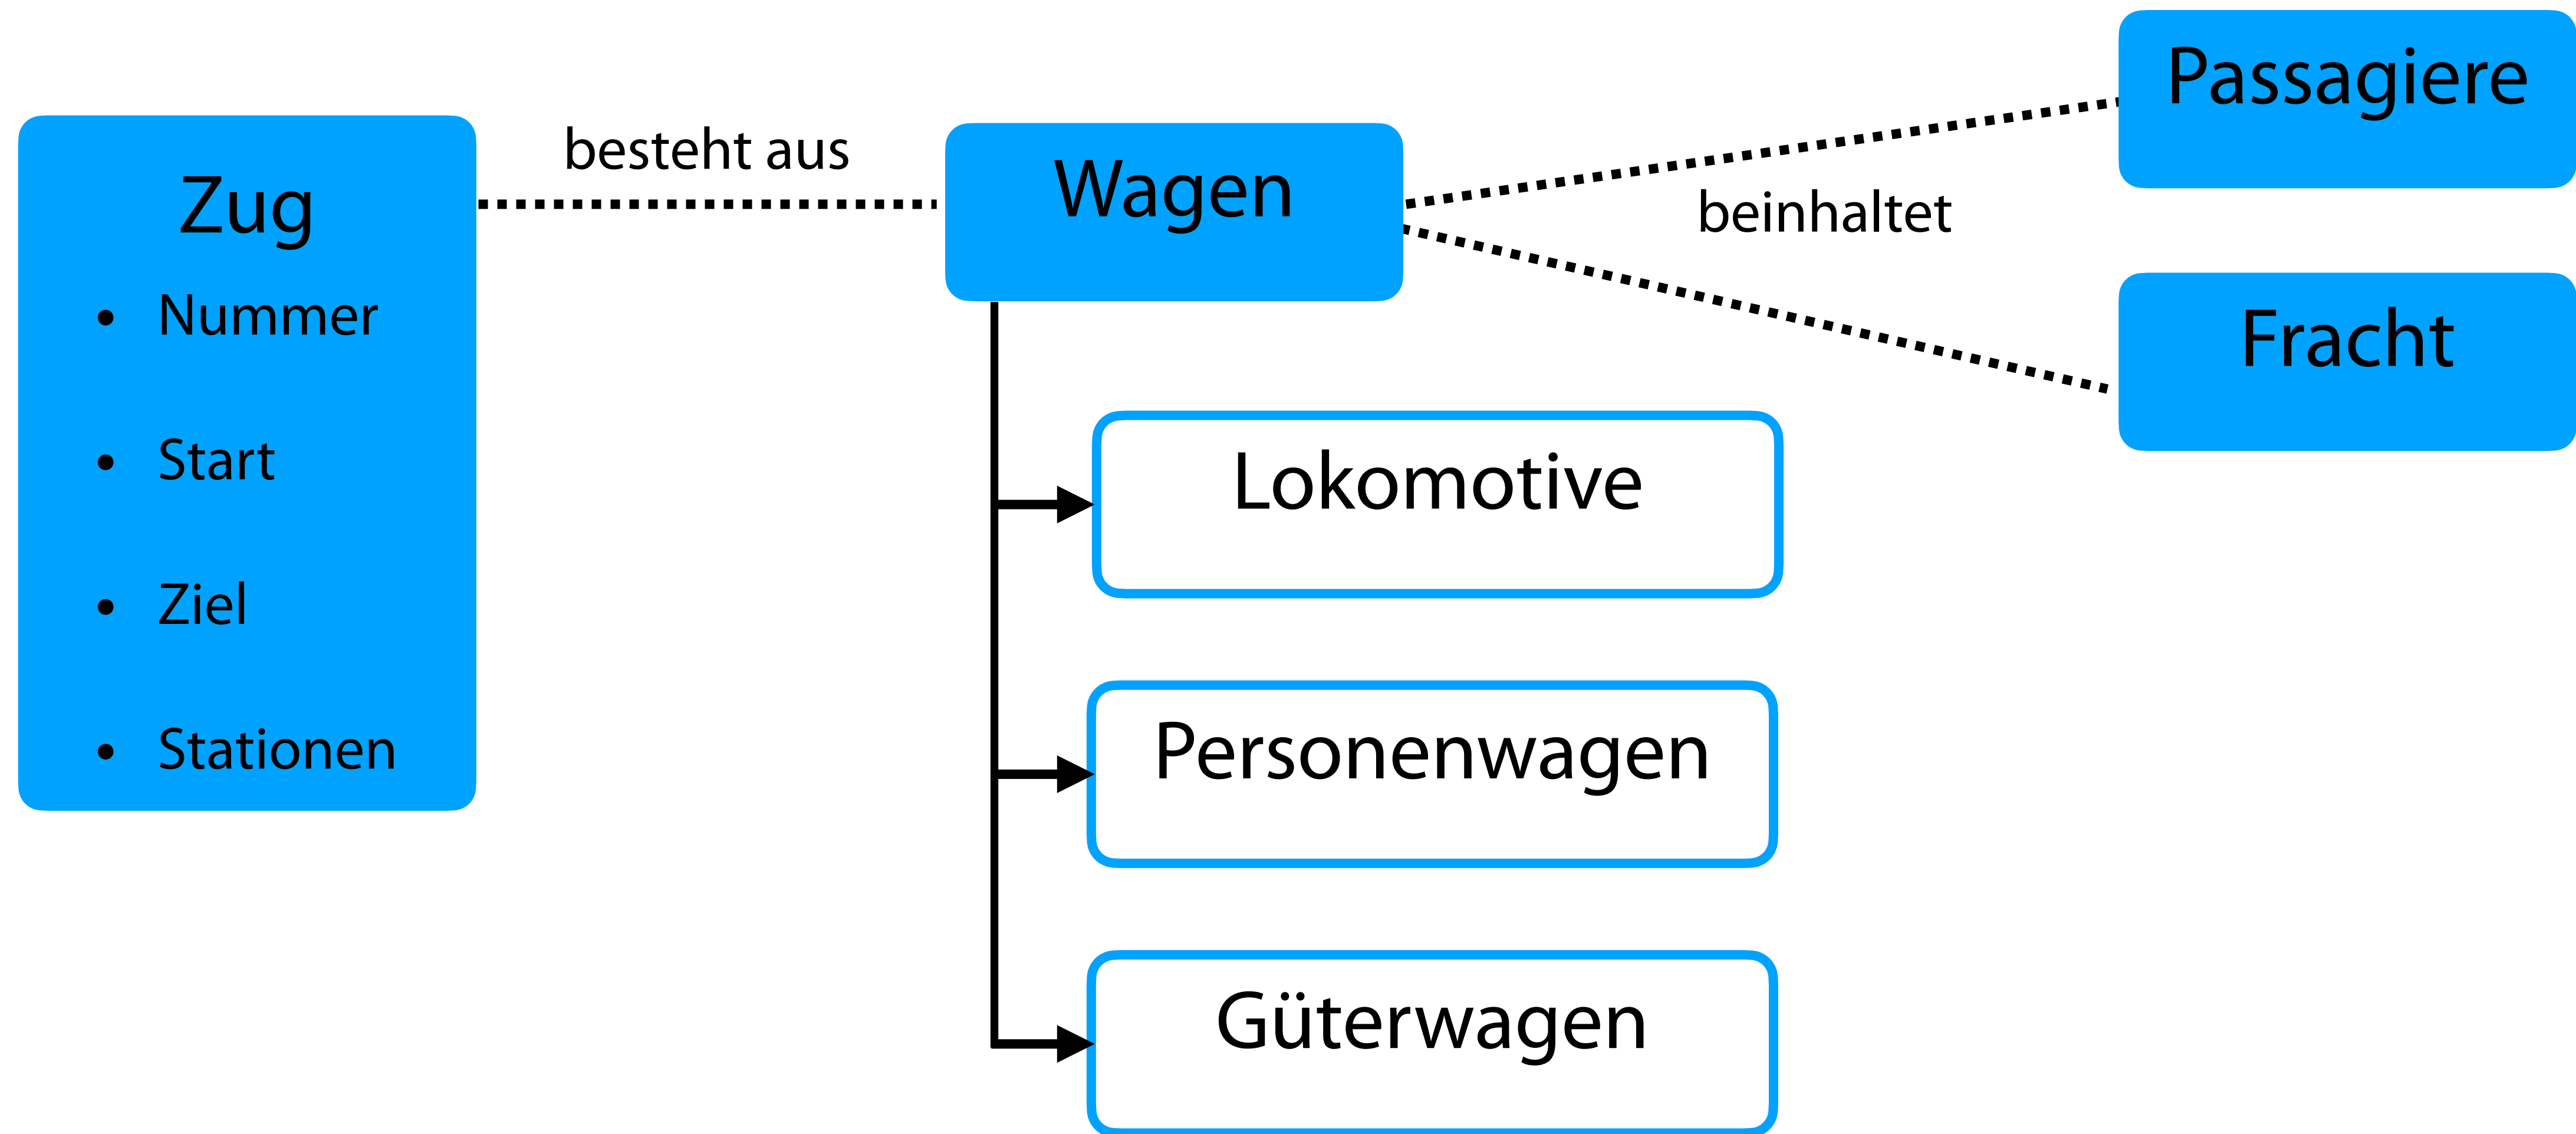 Zug
• Nummer
• Start
• Ziel
• Stationen
besteht aus
Wagen
beinhaltet
Passagiere
Fracht
Lokomotive
Personenwagen
Güterwagen